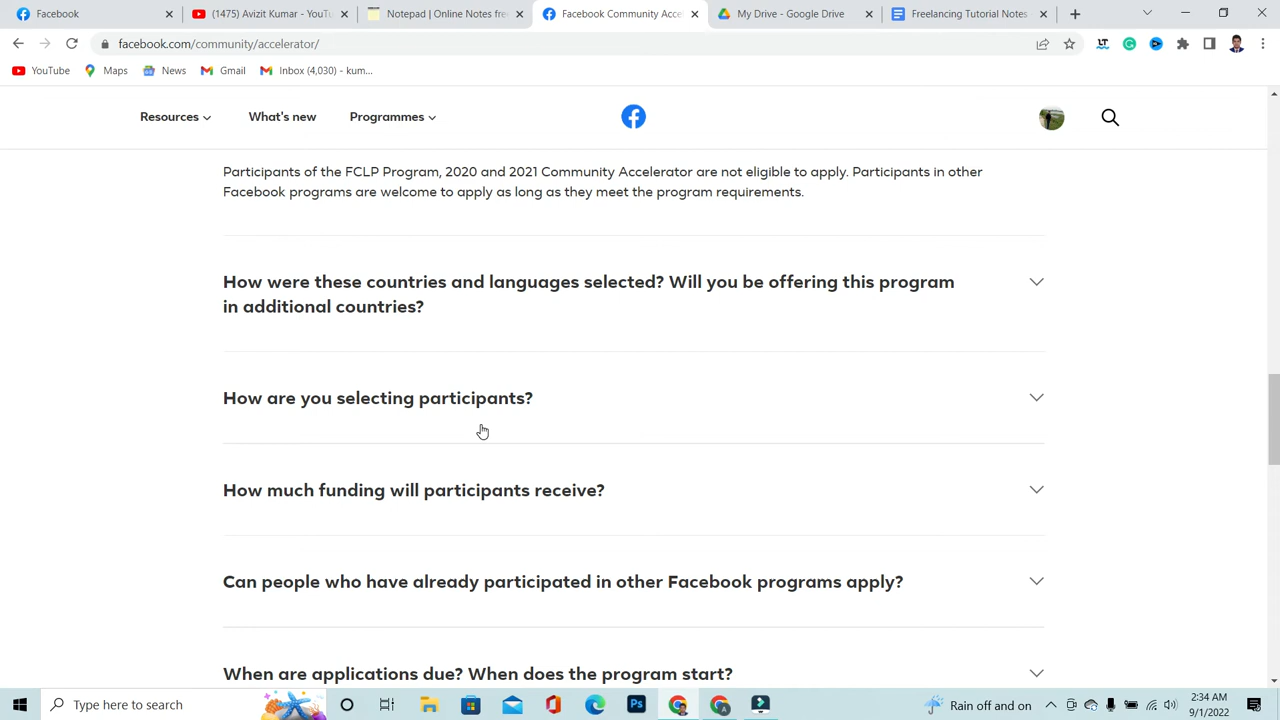 Facebook
(1475) Avizit Kumar - YouTu
Notepad | Online Notes free
Facebook Community Accele
My Drive - Google Drive
Freelancing Tutorial Notes
facebook.com/community/accelerator/
YouTube
Maps
News
Gmail
Inbox (4,030) - kum...
Resources
What's new
Programmes
Participants of the FCLP Program, 2020 and 2021 Community Accelerator are not eligible to apply. Participants in other
Facebook programs are welcome to apply as long as they meet the program requirements.
How were these countries and languages selected? Will you be offering this program
in additional countries?
How are you selecting participants?
How much funding will participants receive?
Can people who have already participated in other Facebook programs apply?
When are applications due? When does the program start?
Type here to search
Ps
Rain off and on
2:34 AM
9/1/2022